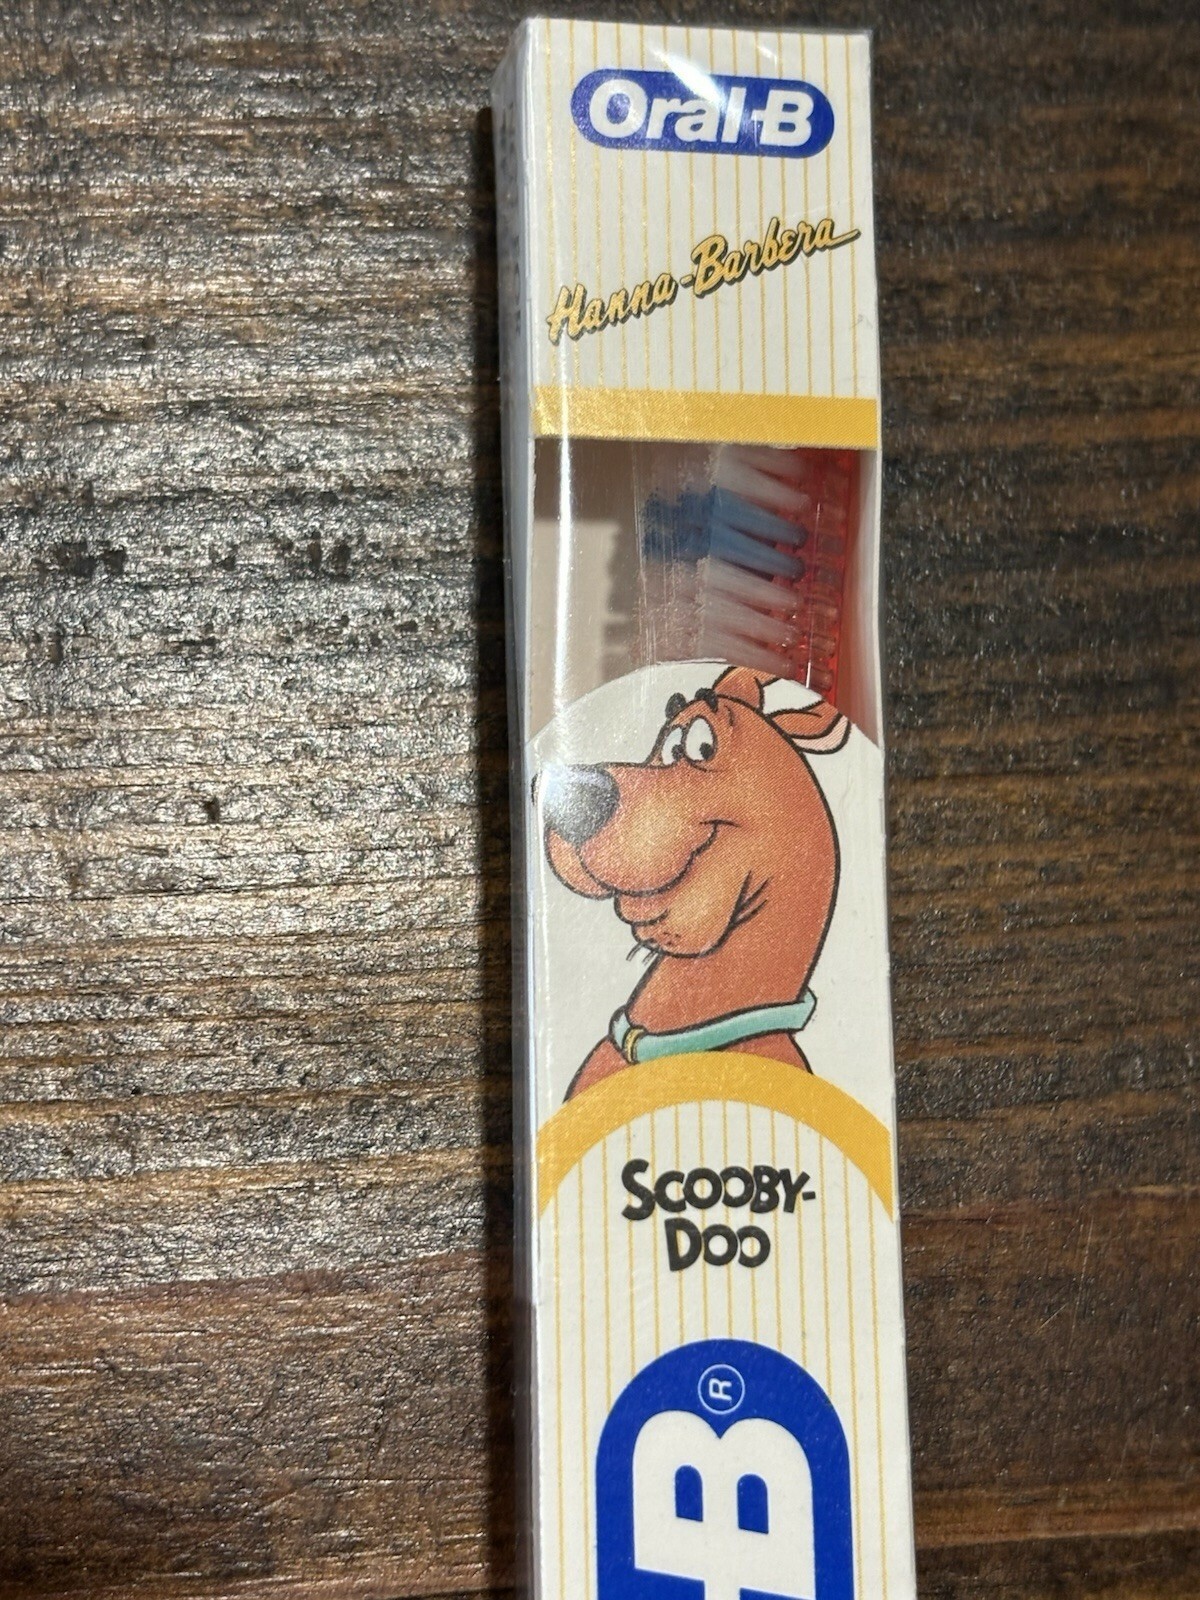 Oral-B
Hanna-Barbera
SCOOBY-
DOO
-B®